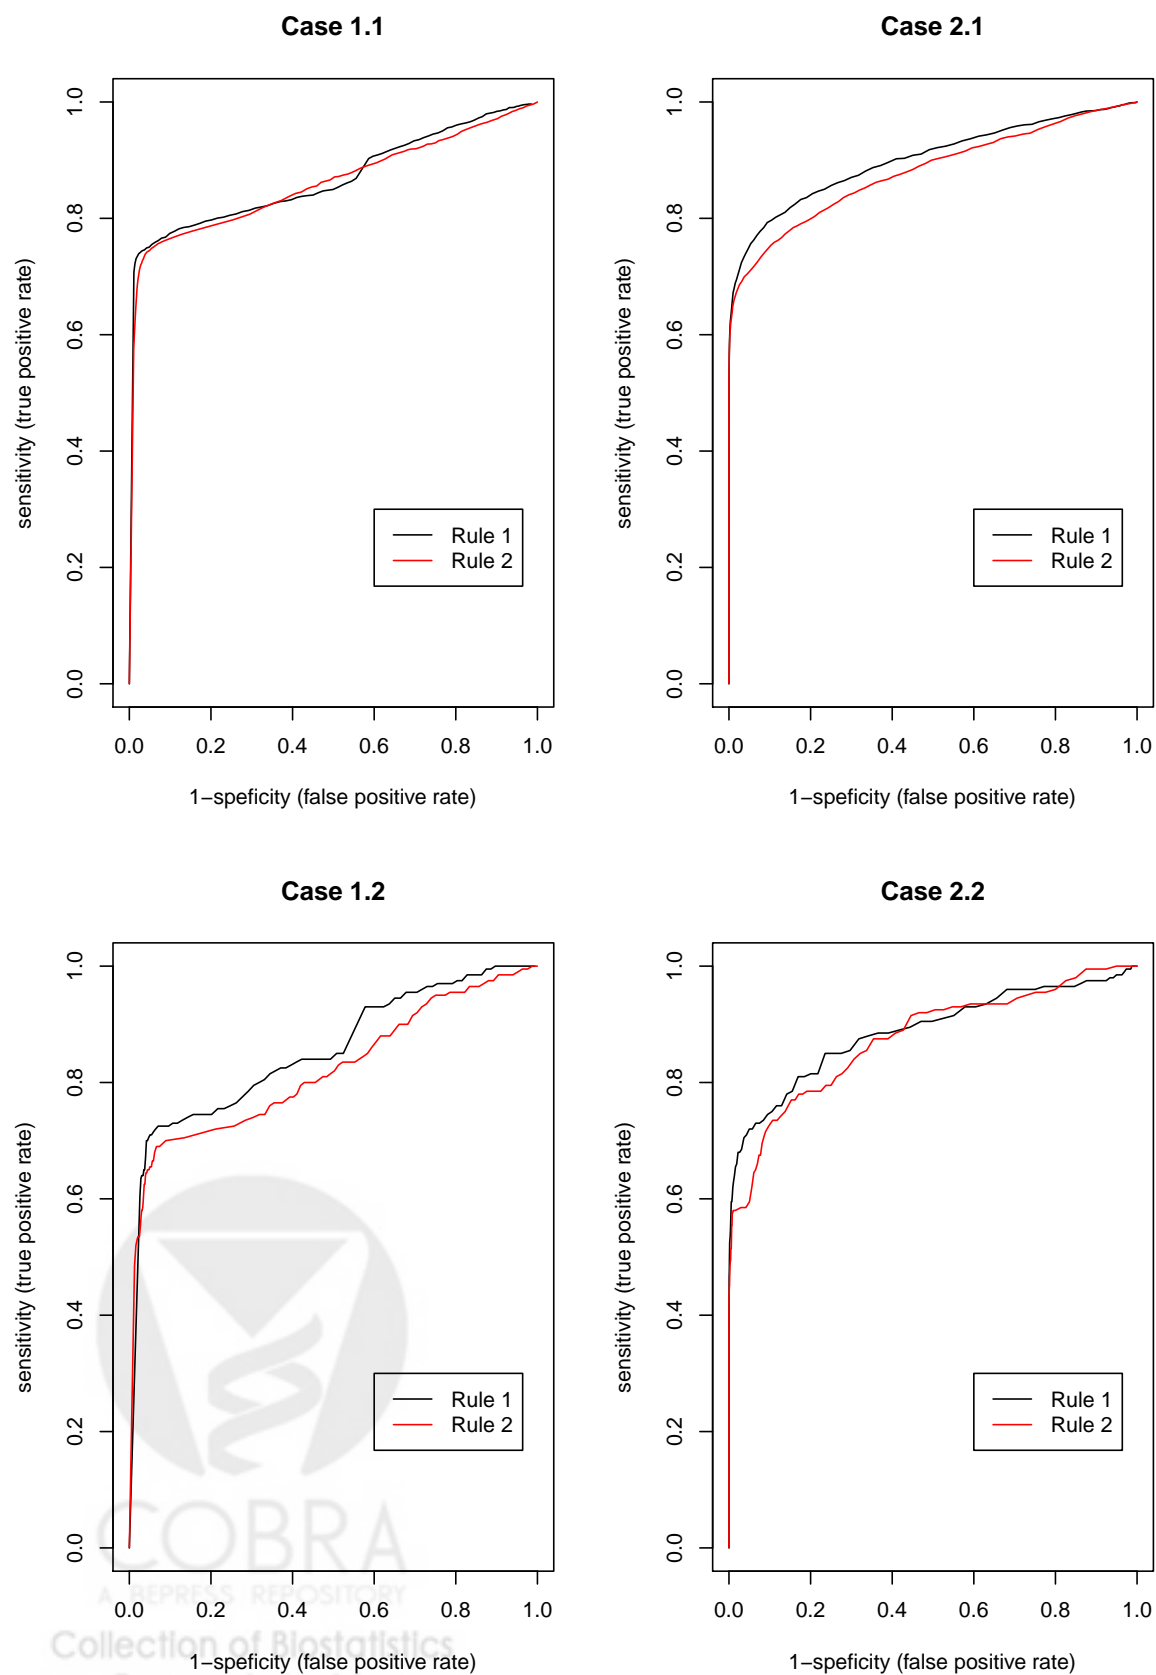 Case 1.1
sensitivity (true positive rate)
1.0
0.8
0.6
0.4
0.2
0.0
Rule 1
Rule 2
0.0 0.2 0.4 0.6 0.8 1.0
1−speficity (false positive rate)
Case 2.1
sensitivity (true positive rate)
1.0
0.8
0.6
0.4
0.2
0.0
Rule 1
Rule 2
0.0 0.2 0.4 0.6 0.8 1.0
1−speficity (false positive rate)
Case 1.2
sensitivity (true positive rate)
1.0
0.8
0.6
0.4
0.2
0.0
Rule 1
Rule 2
COBRA
A BEPRESS REPOSITORY
0.0 0.2 0.4 0.6 0.8 1.0
Collection of Biostatistics
1−speficity (false positive rate)
Case 2.2
sensitivity (true positive rate)
1.0
0.8
0.6
0.4
0.2
0.0
Rule 1
Rule 2
0.0 0.2 0.4 0.6 0.8 1.0
1−speficity (false positive rate)